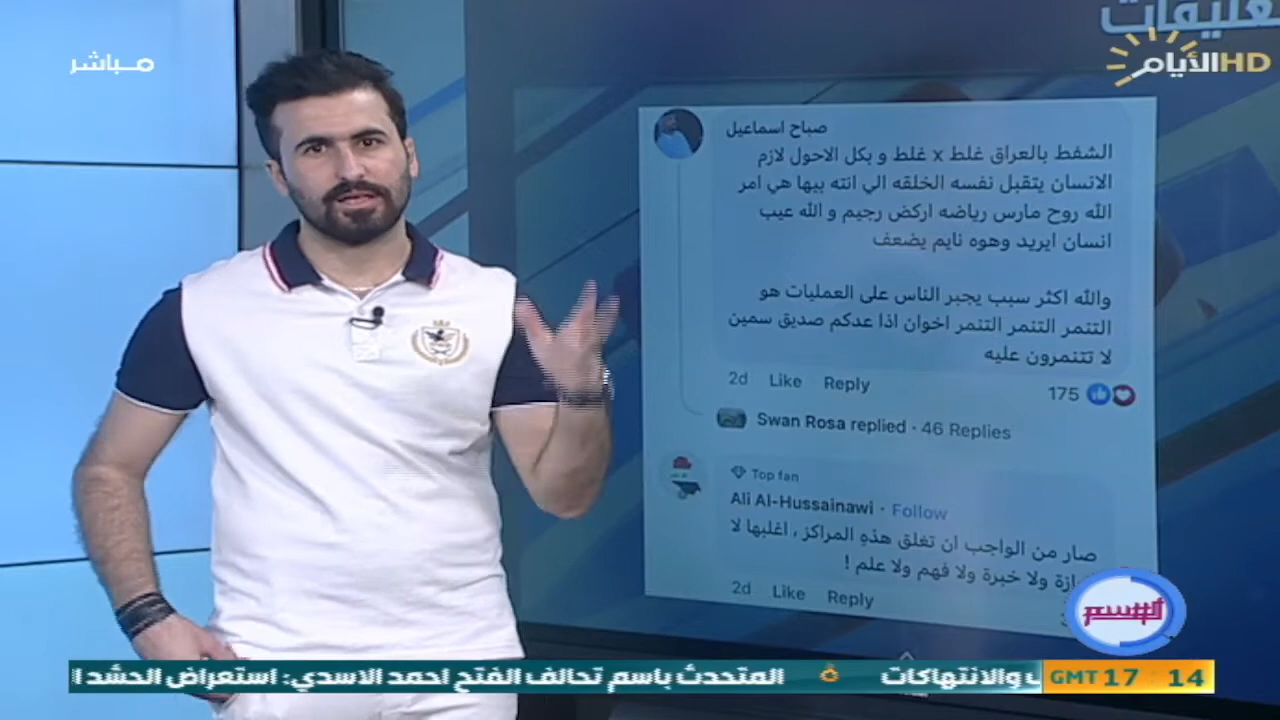 مباشر
تعليقات
الأيام HD
صباح اسماعيل
الشفط بالعراق غلط x غلط و بكل الاحول لازم
الانسان يتقبل نفسه الخلقه الي انته بيها هي امر
الله روح مارس رياضه اركض رجيم و الله عيب
انسان ايريد وهوه نايم يضعف
والله اكثر سبب يجبر الناس على العمليات هو
التنمر التنمر التنمر اخوان اذا عدكم صديق سمين
لا تتنمرون عليه
2d Like Reply 175
Swan Rosa replied · 46 Replies
Top fan
Ali Al-Hussainawi · Follow
صار من الواجب ان تغلق هذهِ المراكز , اغلبها لا
ولا خبرة ولا فهم ولا علم !
2d Like Reply
المتحدث باسم تحالف الفتح احمد الاسدي: استعراض الحشد
والانتهاكات
GMT 17 : 14